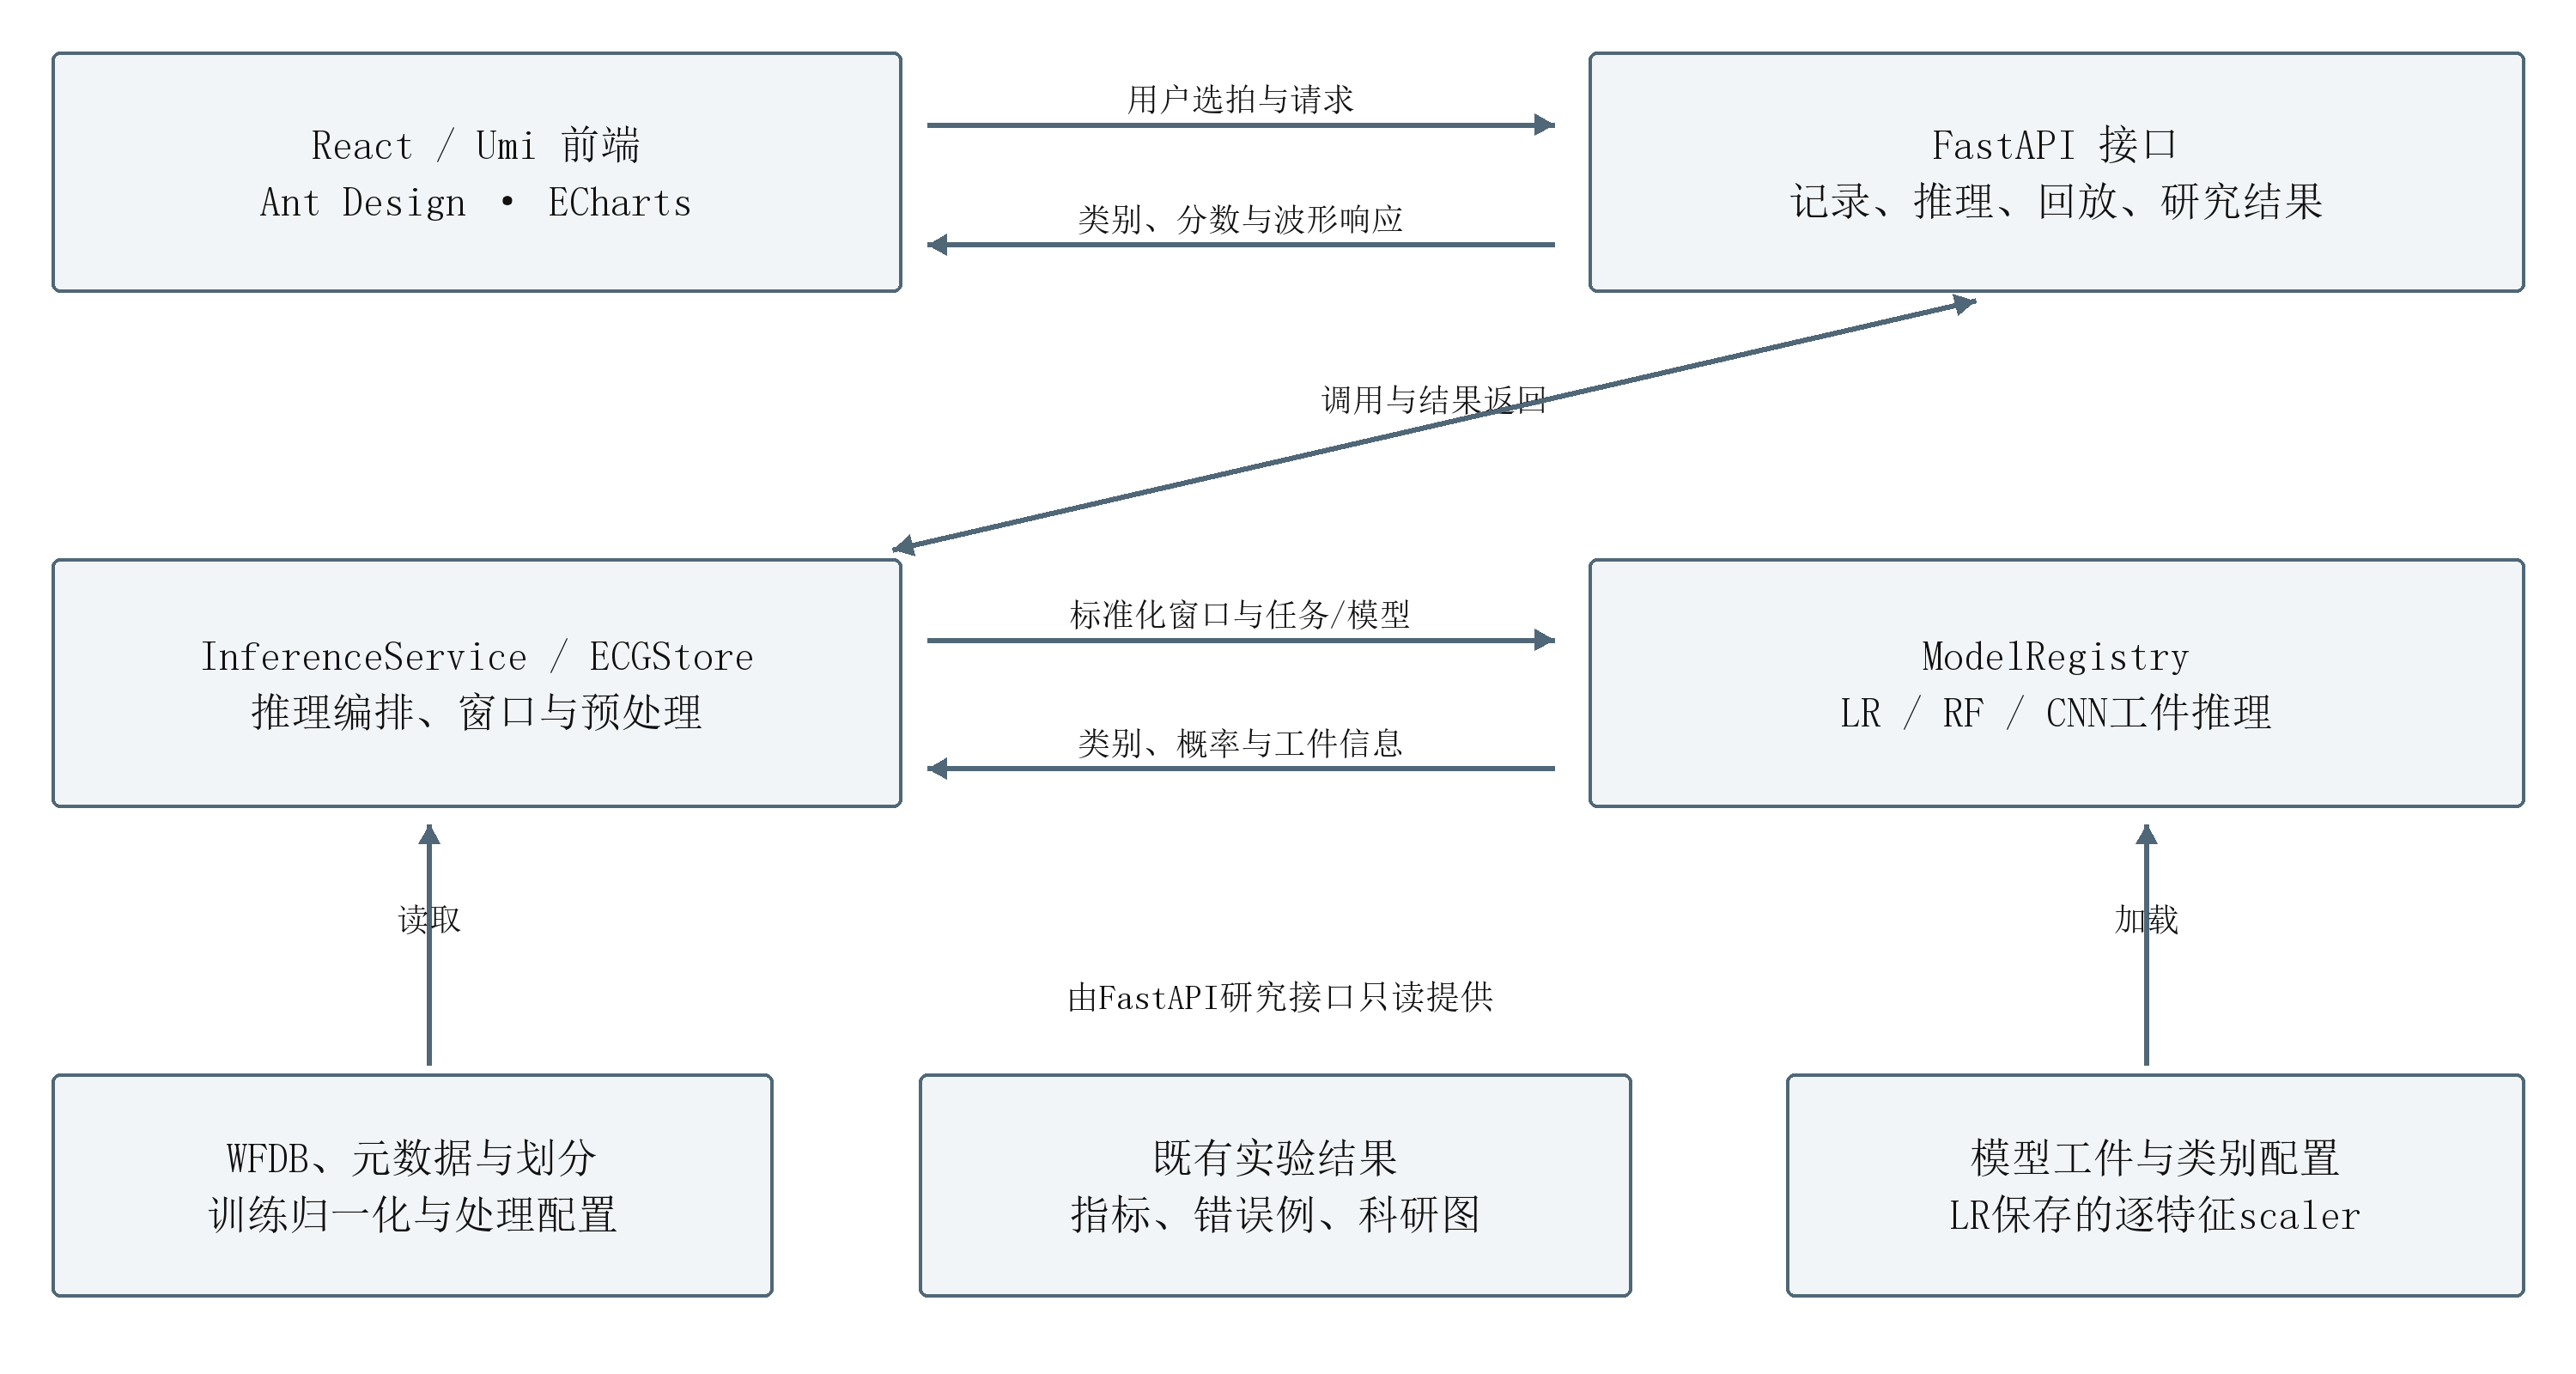 React / Umi 前端
Ant Design • ECharts
用户选拍与请求
类别、分数与波形响应
FastAPI 接口
记录、推理、回放、研究结果
调用与结果返回
InferenceService / ECGStore
推理编排、窗口与预处理
标准化窗口与任务/模型
类别、概率与工件信息
ModelRegistry
LR / RF / CNN工件推理
读取
加载
由FastAPI研究接口只读提供
WFDB、元数据与划分
训练归一化与处理配置
既有实验结果
指标、错误例、科研图
模型工件与类别配置
LR保存的逐特征scaler